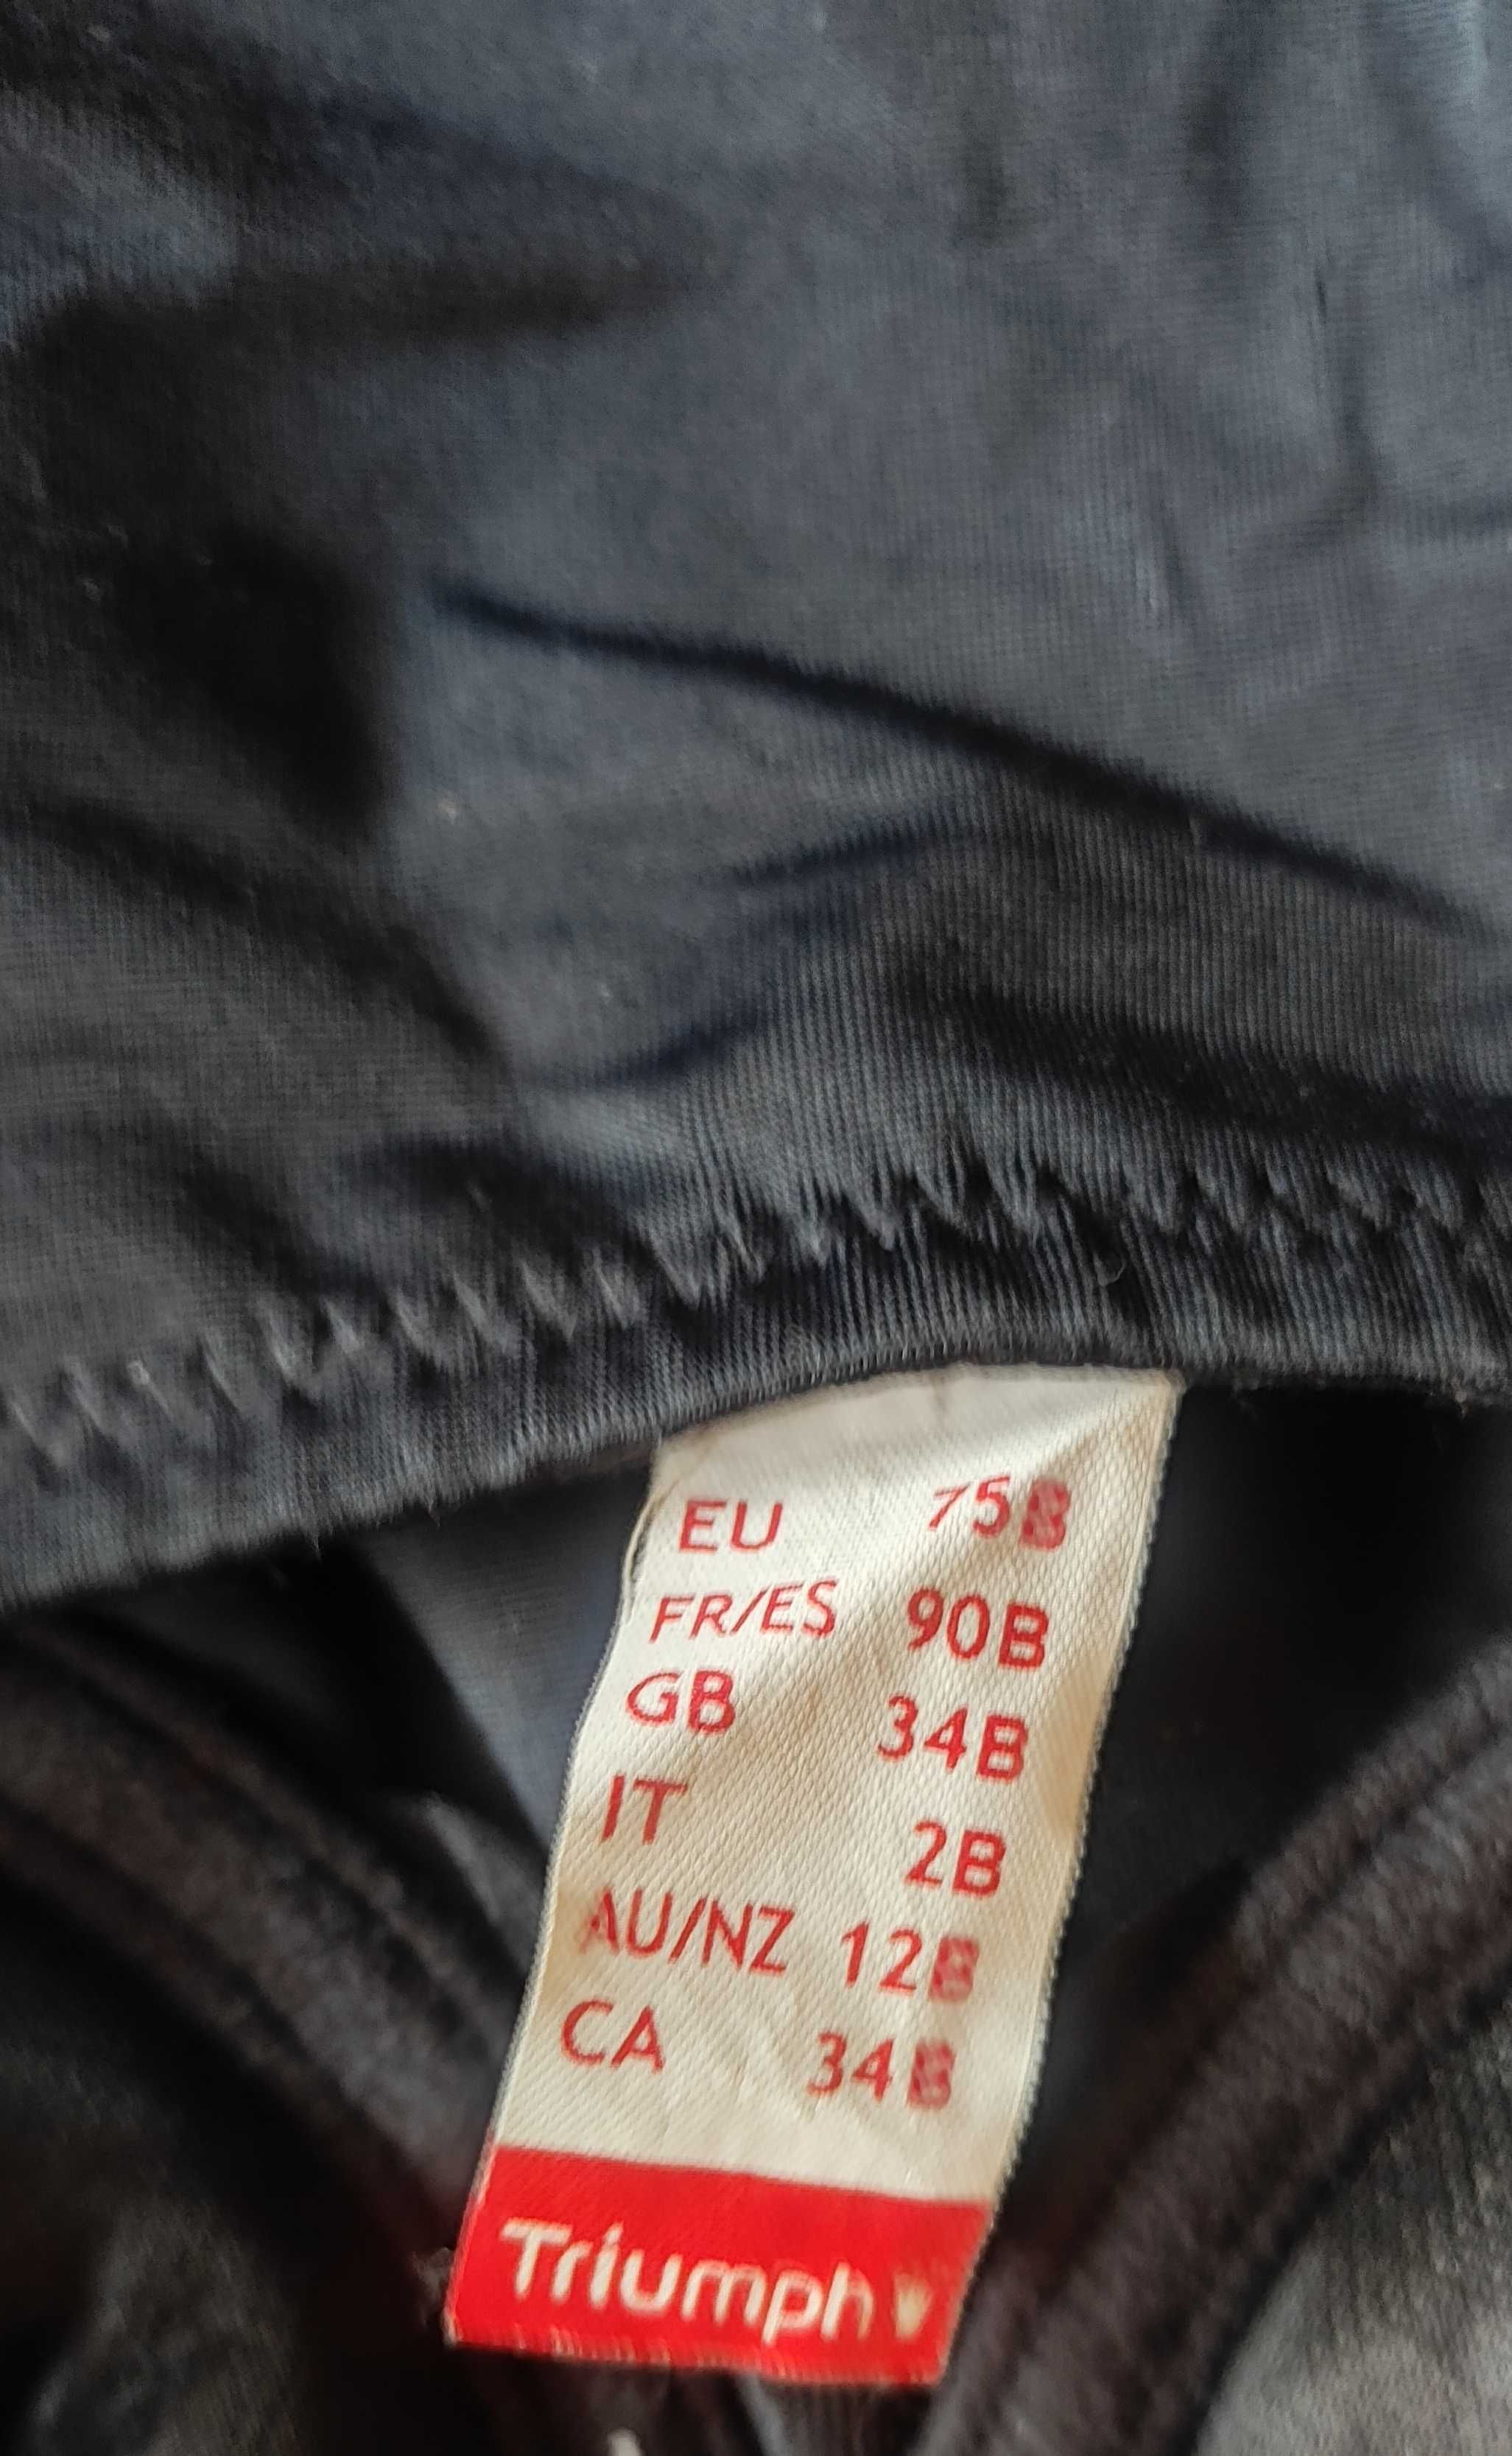 EU 75B
FR/ES 90B
GB 34B
IT 2B
AU/NZ 12B
CA 34B
Triumph